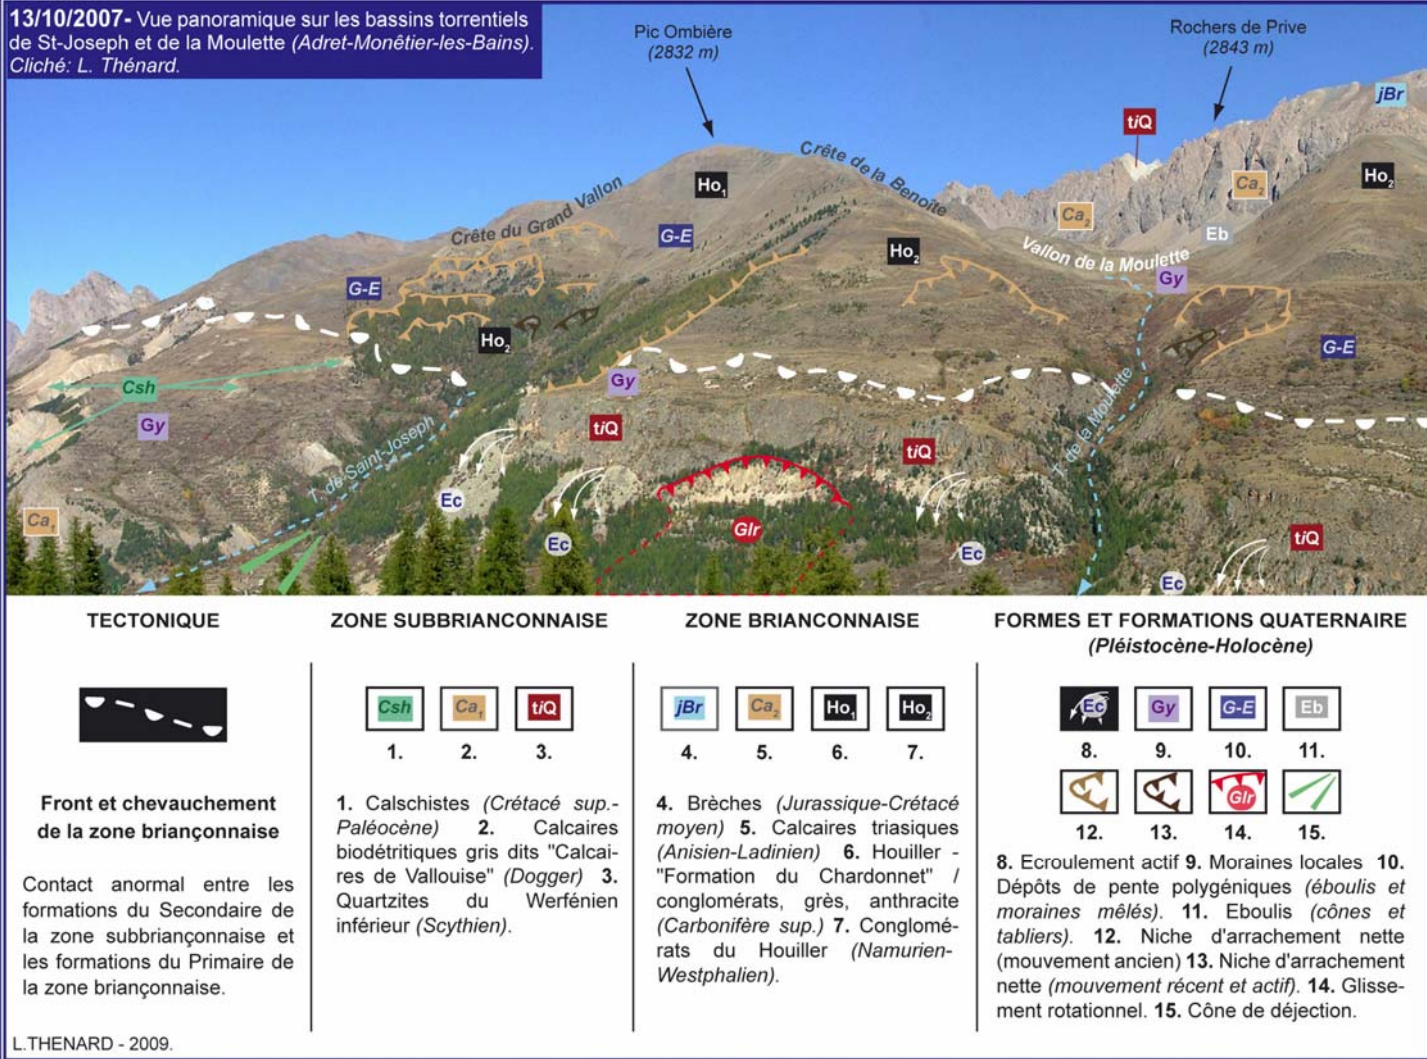 13/10/2007- Vue panoramique sur les bassins torrentiels
de St-Joseph et de la Moulette (Adret-Monêtier-les-Bains).
Cliché: L. Thénard.
Pic Ombière
(2832 m)
Rochers de Prive
(2843 m)
jBr
tiQ
Crête de la Benoîte
Ho1
Ho2
Ca2
Crête du Grand Vallon
Ca2
G-E
Eb
Ho2
Vallon de la Moulette
Gy
G-E
Ho2
G-E
Csh
Gy
Gy
tiQ
tiQ
T. de Saint-Joseph
T. de la Moulette
Ec
Ca1
Glr
Ec
Ec
tiQ
Ec
TECTONIQUE
Front et chevauchement
de la zone briançonnaise
Contact anormal entre les
formations du Secondaire de
la zone subbriançonnaise et
les formations du Primaire de
la zone briançonnaise.
ZONE SUBBRIANCONNAISE
Csh
Ca1
tiQ
1.
2.
3.
1. Calschistes (Crétacé sup.-
Paléocène) 2. Calcaires
biodétritiques gris dits "Calcai-
res de Vallouise" (Dogger) 3.
Quartzites du Werfénien
inférieur (Scythien).
ZONE BRIANCONNAISE
jBr
Ca2
Ho1
Ho2
4.
5.
6.
7.
4. Brèches (Jurassique-Crétacé
moyen) 5. Calcaires triasiques
(Anisien-Ladinien) 6. Houiller -
"Formation du Chardonnet" /
conglomérats, grès, anthracite
(Carbonifère sup.) 7. Conglomé-
rats du Houiller (Namurien-
Westphalien).
FORMES ET FORMATIONS QUATERNAIRE
(Pléistocène-Holocène)
Ec
Gy
G-E
Eb
8.
9.
10.
11.
Glr
12.
13.
14.
15.
8. Ecroulement actif 9. Moraines locales 10.
Dépôts de pente polygéniques (éboulis et
moraines mêlés). 11. Eboulis (cônes et
tabliers). 12. Niche d'arrachement nette
(mouvement ancien) 13. Niche d'arrachement
nette (mouvement récent et actif). 14. Glisse-
ment rotationnel. 15. Cône de déjection.
L.THENARD - 2009.